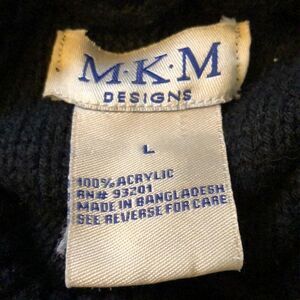 M·K·M
DESIGNS
L
100% ACRYLIC
RN# 93201
MADE IN BANGLADESH
SEE REVERSE FOR CARE